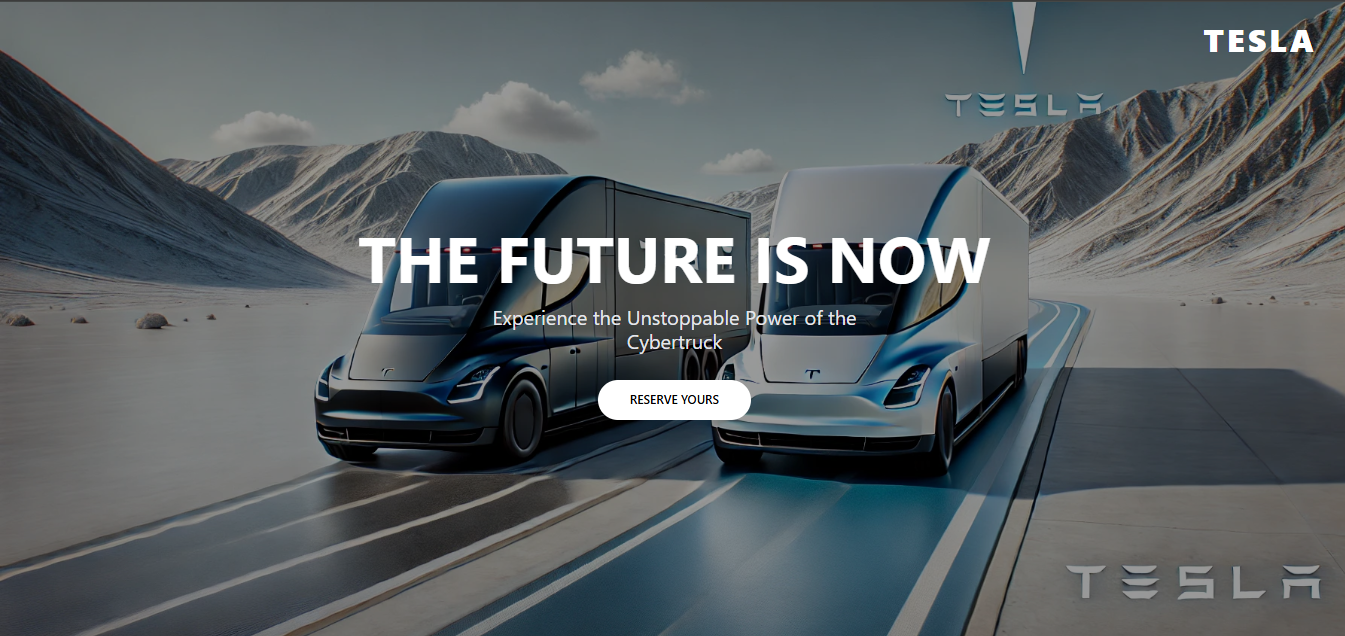 TESLA
TESLA
THE FUTURE IS NOW
Experience the Unstoppable Power of the
Cybertruck
RESERVE YOURS
TESLA